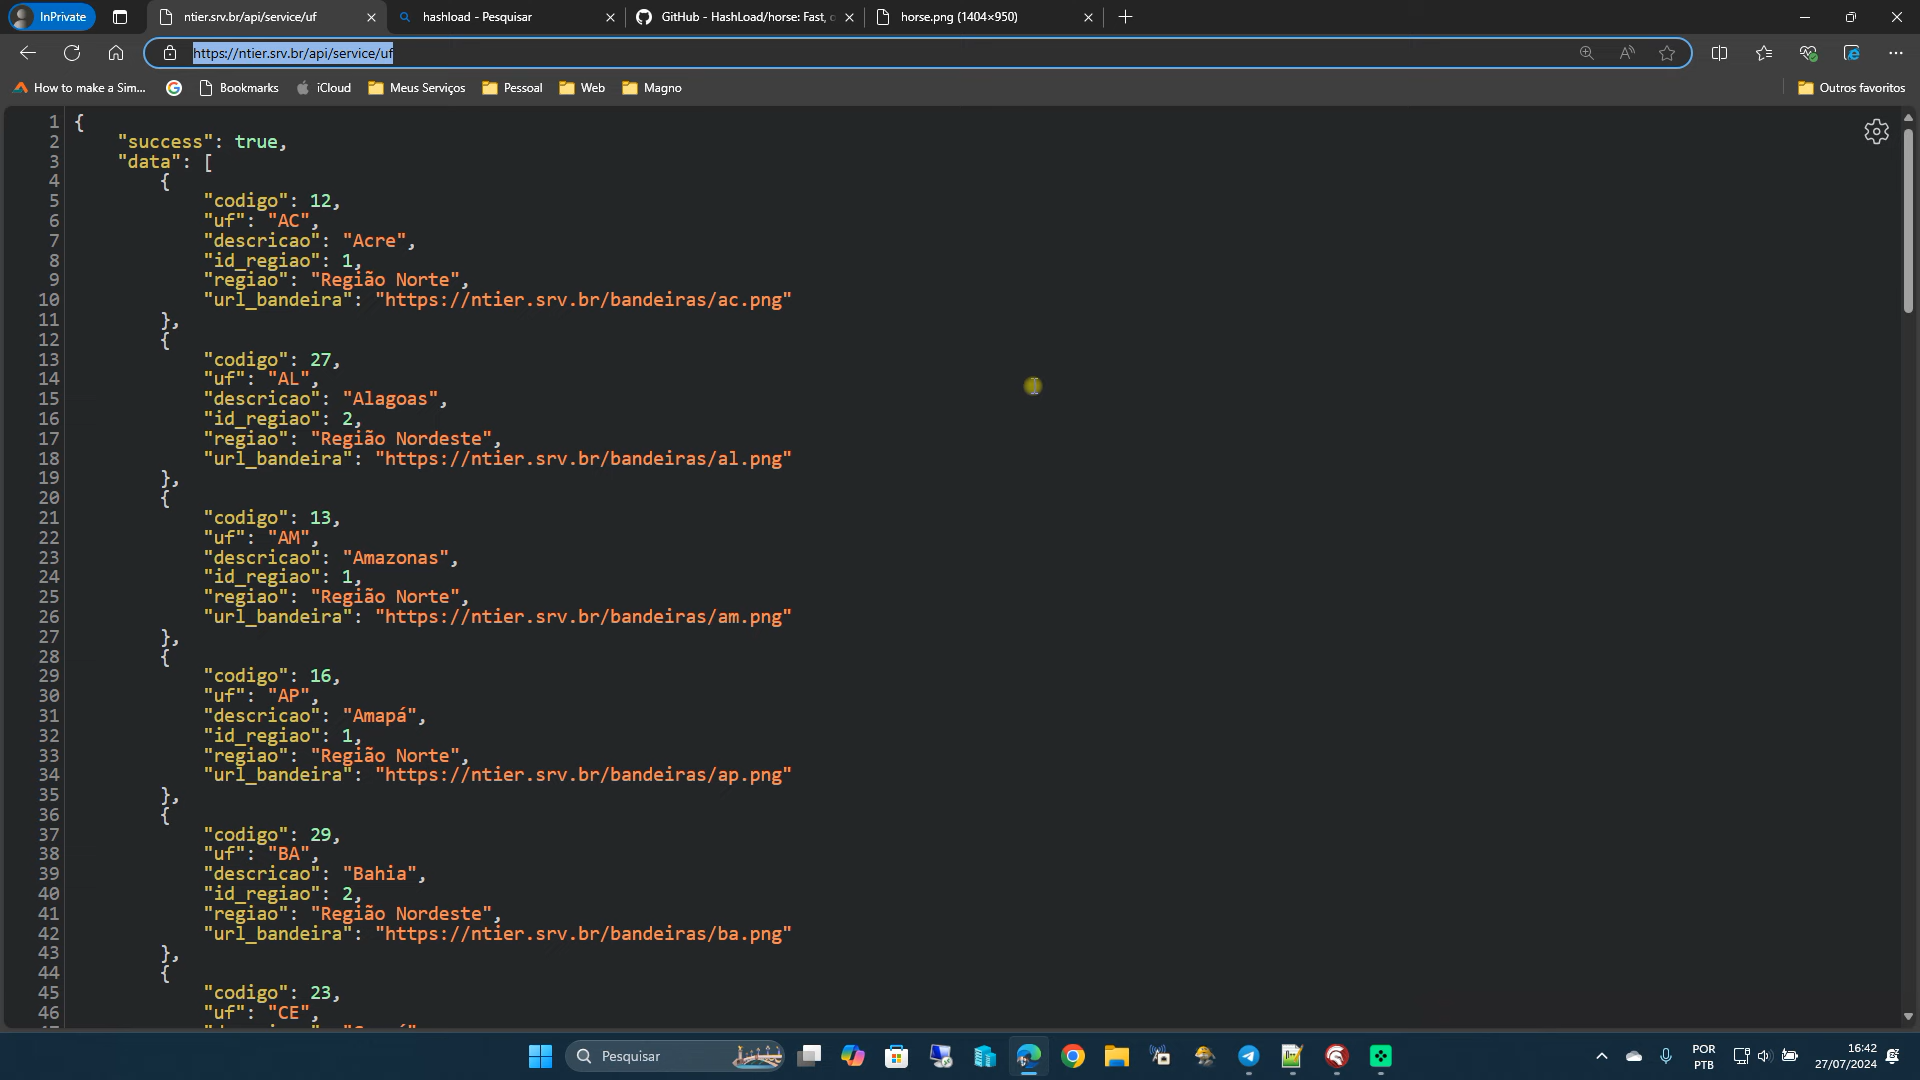 InPrivate
ntier.srv.br/api/service/uf
hashload - Pesquisar
GitHub - HashLoad/horse: Fast, o
horse.png (1404×950)
https://ntier.srv.br/api/service/uf
How to make a Sim...
Bookmarks
iCloud
Meus Serviços
Pessoal
Web
Magno
Outros favoritos
1 {
2 "success": true,
3 "data": [
4 {
5 "codigo": 12,
6 "uf": "AC",
7 "descricao": "Acre",
8 "id_regiao": 1,
9 "regiao": "Região Norte",
10 "url_bandeira": "https://ntier.srv.br/bandeiras/ac.png"
11 },
12 {
13 "codigo": 27,
14 "uf": "AL",
15 "descricao": "Alagoas",
16 "id_regiao": 2,
17 "regiao": "Região Nordeste",
18 "url_bandeira": "https://ntier.srv.br/bandeiras/al.png"
19 },
20 {
21 "codigo": 13,
22 "uf": "AM",
23 "descricao": "Amazonas",
24 "id_regiao": 1,
25 "regiao": "Região Norte",
26 "url_bandeira": "https://ntier.srv.br/bandeiras/am.png"
27 },
28 {
29 "codigo": 16,
30 "uf": "AP",
31 "descricao": "Amapá",
32 "id_regiao": 1,
33 "regiao": "Região Norte",
34 "url_bandeira": "https://ntier.srv.br/bandeiras/ap.png"
35 },
36 {
37 "codigo": 29,
38 "uf": "BA",
39 "descricao": "Bahia",
40 "id_regiao": 2,
41 "regiao": "Região Nordeste",
42 "url_bandeira": "https://ntier.srv.br/bandeiras/ba.png"
43 },
44 {
45 "codigo": 23,
46 "uf": "CE",
Pesquisar
POR
PTB
16:42
27/07/2024